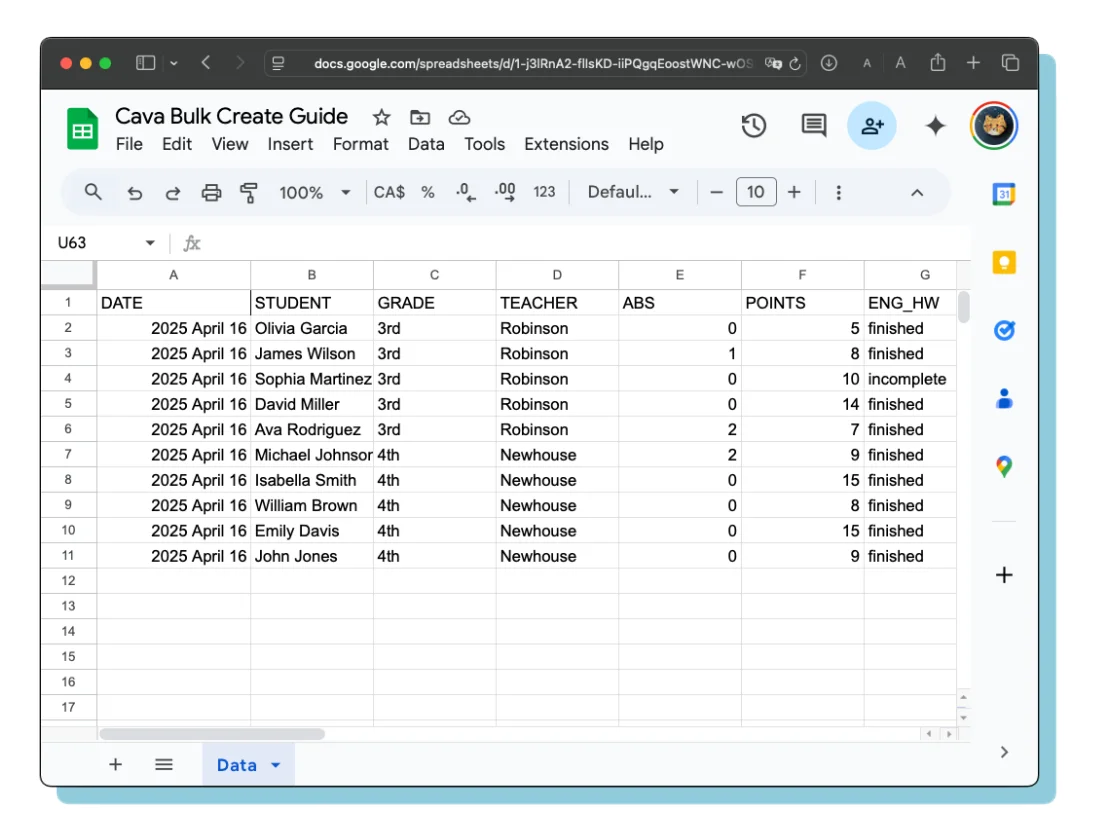 docs.google.com/spreadsheets/d/
A A
Cava Bulk Create Guide
File Edit View Insert Format Data Tools Extensions Help
100% CA$ % .0 .00 123 Defaul... 10
31
U63 fx
A B C D E F G
1 DATE STUDENT GRADE TEACHER ABS POINTS ENG_HW
2 2025 April 16 Olivia Garcia 3rd Robinson 0 5 finished
3 2025 April 16 James Wilson 3rd Robinson 1 8 finished
4 2025 April 16 Sophia Martinez 3rd Robinson 0 10 incomplete
5 2025 April 16 David Miller 3rd Robinson 0 14 finished
6 2025 April 16 Ava Rodriguez 3rd Robinson 2 7 finished
7 2025 April 16 Michael Johnson 4th Newhouse 2 9 finished
8 2025 April 16 Isabella Smith 4th Newhouse 0 15 finished
9 2025 April 16 William Brown 4th Newhouse 0 8 finished
10 2025 April 16 Emily Davis 4th Newhouse 0 15 finished
11 2025 April 16 John Jones 4th Newhouse 0 9 finished
12
13
14
15
16
17
Data